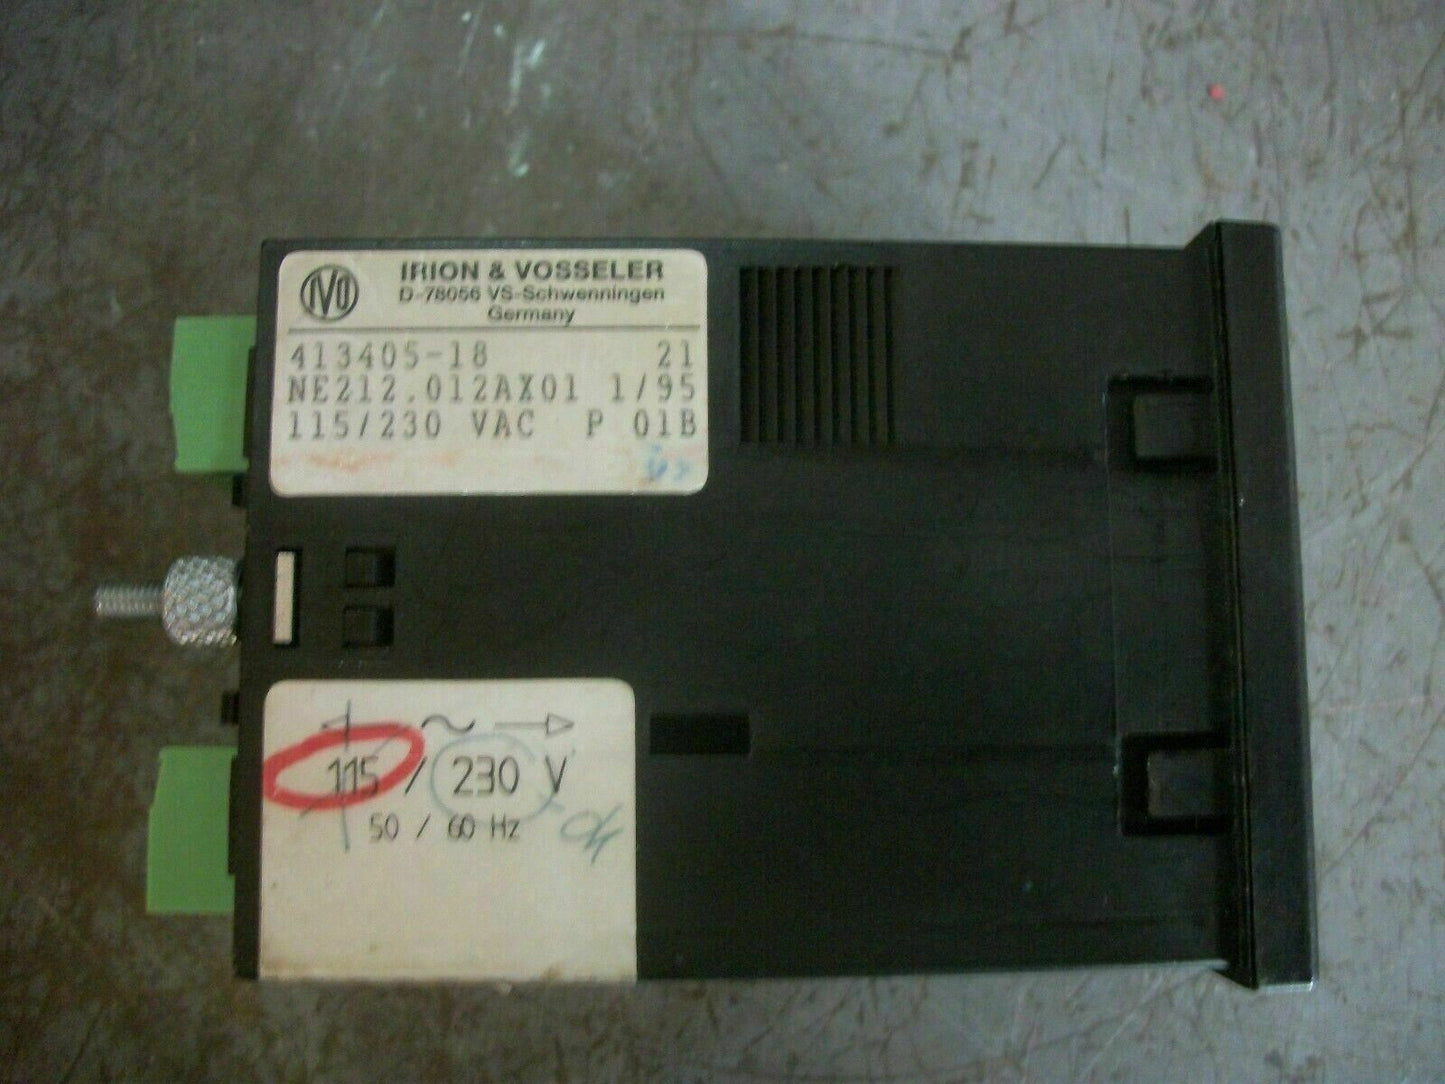 IVO
IRION & VOSSELER
D-78056 VS-Schwenningen
Germany
413405-18 21
NE212.012AX01 1/95
115/230 VAC P 01B
~
115 / 230 V
50 / 60 Hz